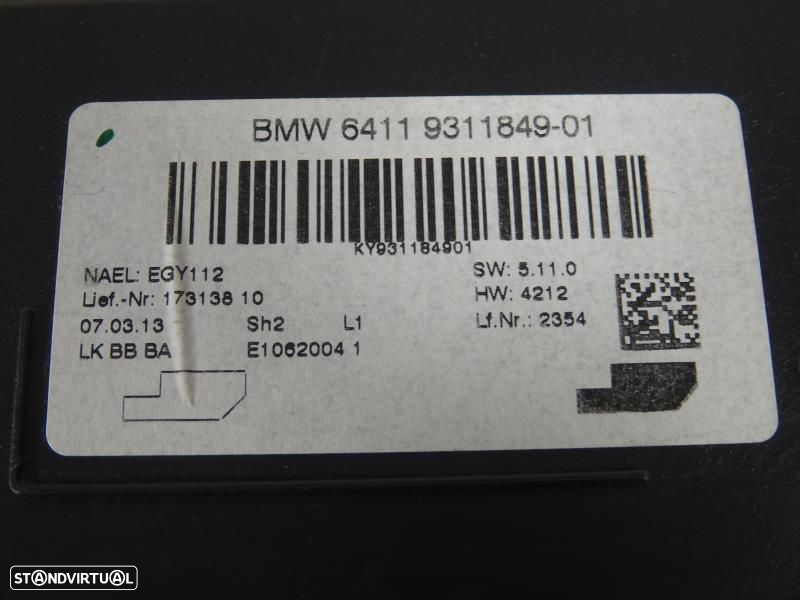 BMW 6411 9311849-01
KY931184901
NAEL: EGY112
SW: 5.11.0
Lief.-Nr: 173138 10
HW: 4212
07.03.13 Sh2 L1
Lf.Nr.: 2354
LK BB BA E1062004 1
STANDVIRTUAL